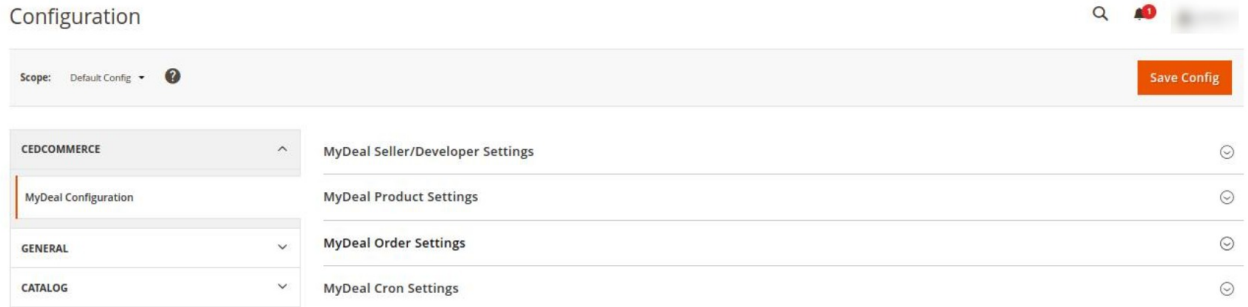 Configuration
1
Scope: Default Config ?
Save Config
CEDCOMMERCE
MyDeal Configuration
GENERAL
CATALOG
MyDeal Seller/Developer Settings
MyDeal Product Settings
MyDeal Order Settings
MyDeal Cron Settings